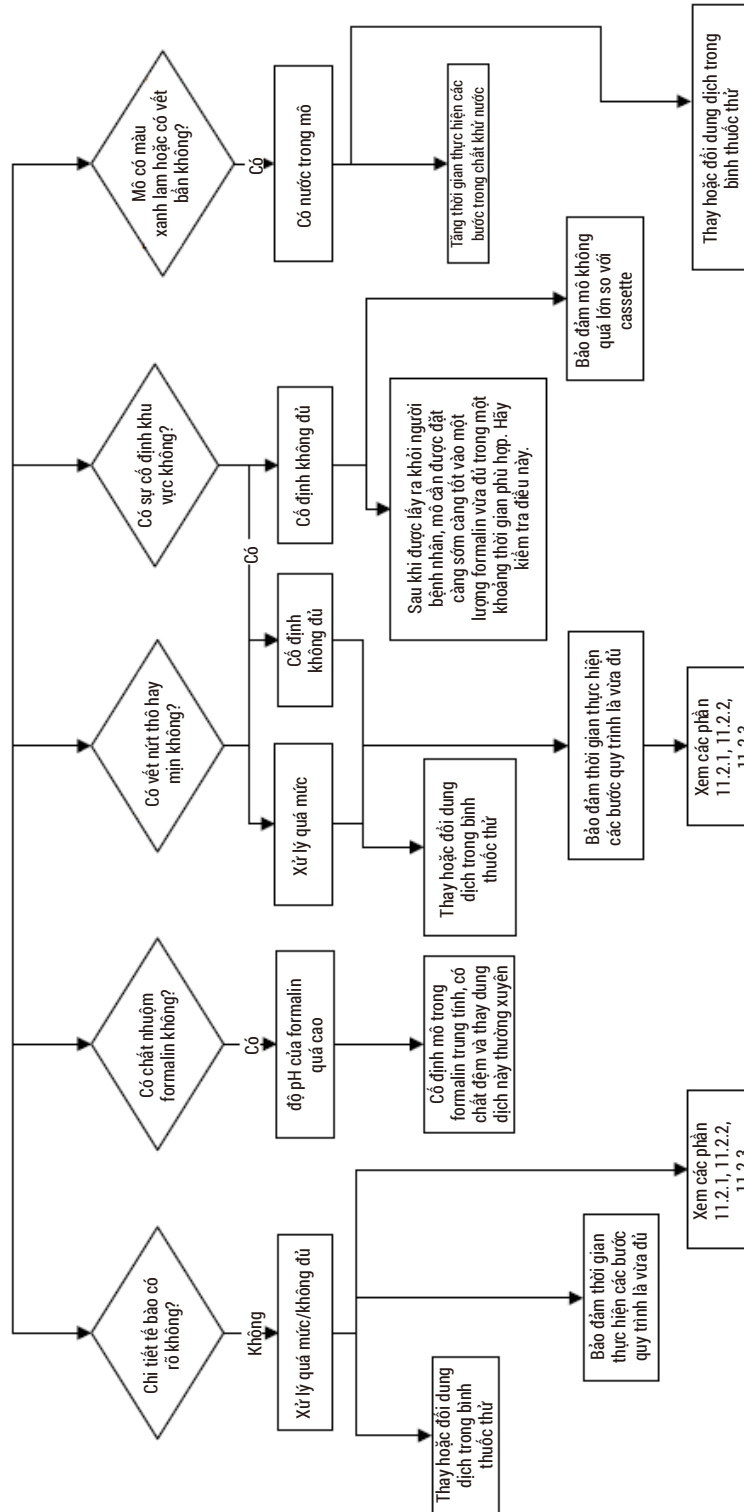 Chi tiết tế bào có
rõ không?
Có chất nhuộm
formalin không?
Có vết nứt thô hay
mịn không?
Có sự cố định khu
vực không?
Mô có màu
xanh lam hoặc có vết
bẩn không?
Không
Có
Có
Có
Xử lý quá mức/không đủ
độ pH của formalin
quá cao
Xử lý quá mức
Cố định
không đủ
Cố định không đủ
Có nước trong mô
Thay hoặc đổi dung
dịch trong bình
thuốc thử
Bảo đảm thời gian
thực hiện các bước
quy trình là vừa đủ
Xem các phần
11.2.1, 11.2.2,
11.2.3
Cố định mô trong
formalin trung tính, có
chất đệm và thay dung
dịch này thường xuyên
Thay hoặc đổi dung
dịch trong bình
thuốc thử
Bảo đảm thời gian thực hiện
các bước quy trình là vừa đủ
Xem các phần
11.2.1, 11.2.2,
11.2.3
Sau khi được lấy ra khỏi người
bệnh nhân, mô cần được đặt
càng sớm càng tốt vào một
lượng formalin vừa đủ trong một
khoảng thời gian phù hợp. Hãy
kiểm tra điều này.
Bảo đảm mô không
quá lớn so với
cassette
Tăng thời gian thực hiện các
bước trong chất khử nước
Thay hoặc đổi dung dịch trong
bình thuốc thử